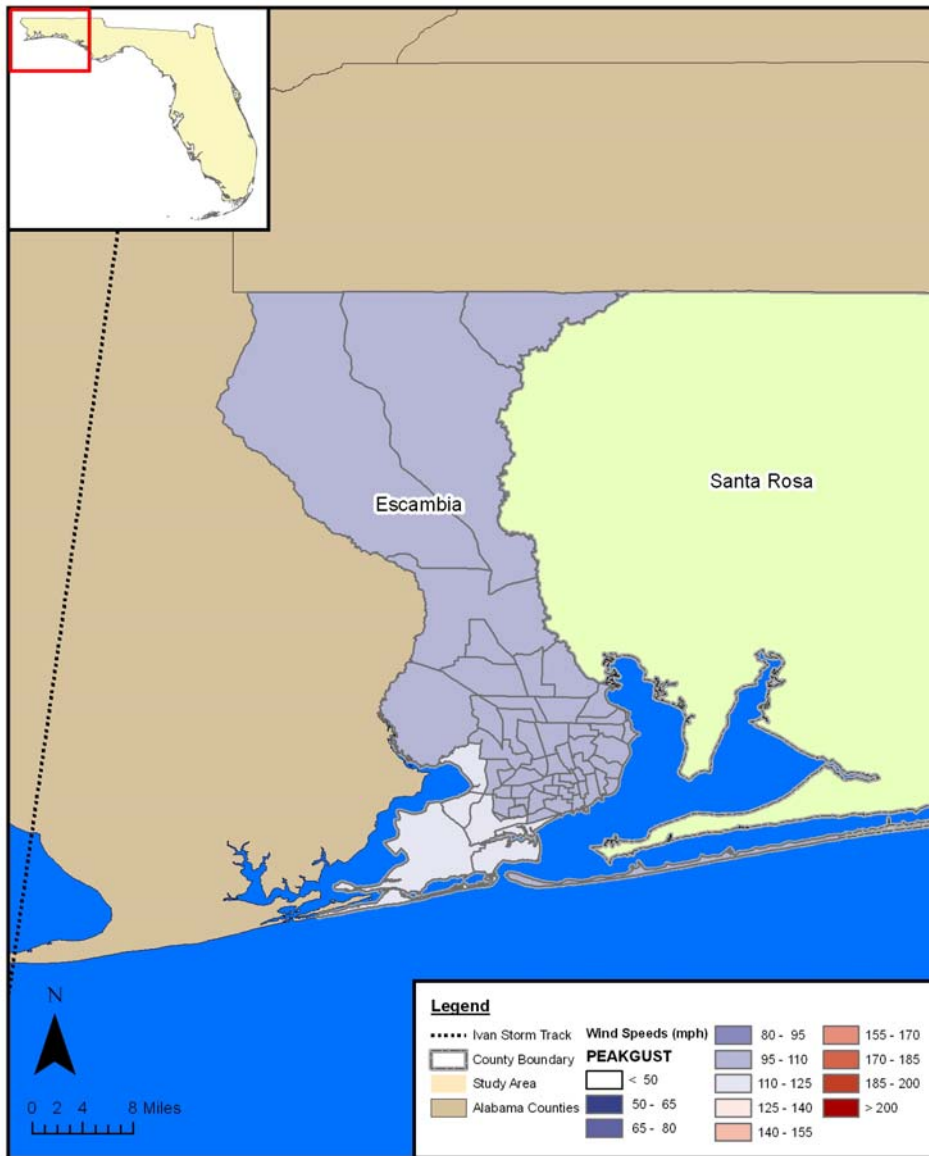 Escambia
Santa Rosa
N
0 2 4 8 Miles
Legend
Ivan Storm Track
County Boundary
Study Area
Alabama Counties
Wind Speeds (mph)
PEAKGUST
< 50
50 - 65
65 - 80
80 - 95
95 - 110
110 - 125
125 - 140
140 - 155
155 - 170
170 - 185
185 - 200
> 200